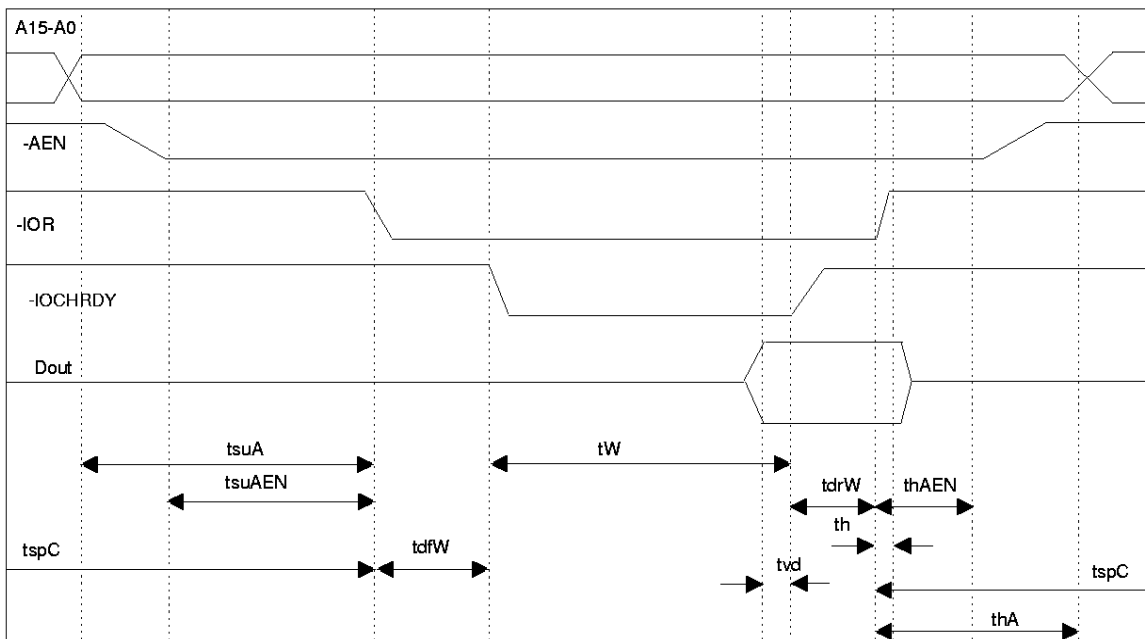 A15-A0
-AEN
-IOR
-IOCHRDY
Dout
tsuA
tW
tsuAEN
tdrW
thAEN
th
tspC
tdfW
tvd
tspC
thA